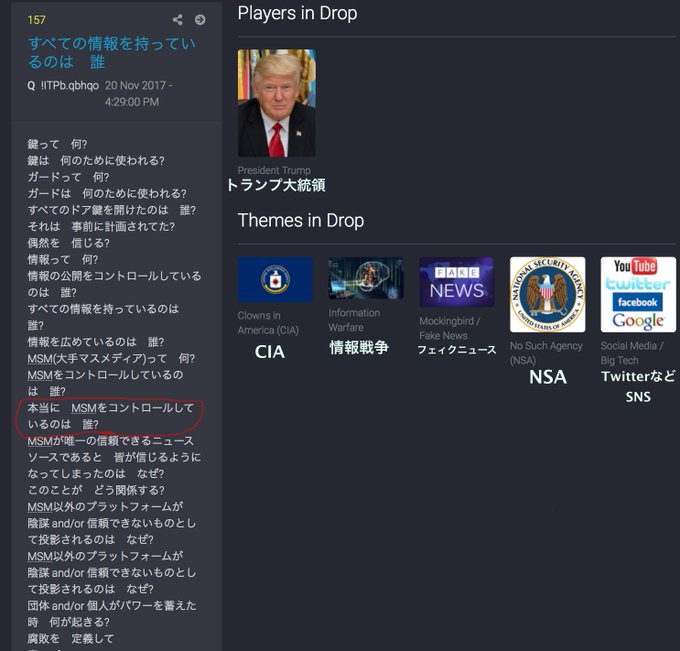 157
すべての情報を持ってい
るのは　誰
Q !ITPb.qbhqo 20 Nov 2017 -
4:29:00 PM
鍵って　何?
鍵は　何のために使われる?
ガードって　何?
ガードは　何のために使われる?
すべてのドア鍵を開けたのは　誰?
それは　事前に計画されてた?
偶然を　信じる?
情報って　何?
情報の公開をコントロールしている
のは　誰?
すべての情報を持っているのは
誰?
情報を広めているのは　誰?
MSM(大手マスメディア)って　何?
MSMをコントロールしているの
は　誰?
本当に　MSMをコントロールして
いるのは　誰?
MSMが唯一の信頼できるニュース
ソースであると　皆が信じるように
なってしまったのは　なぜ?
このことが　どう関係する?
MSM以外のプラットフォームが
陰謀 and/or 信頼できないものとし
て投影されるのは　なぜ?
MSM以外のプラットフォームが
陰謀 and/or 信頼できないものとし
て投影されるのは　なぜ?
団体 and/or 個人がパワーを蓄えた
時　何が起きる?
腐敗を　定義して
Players in Drop
President Trump
トランプ大統領
Themes in Drop
Clowns in
America (CIA)
CIA
Information
Warfare
情報戦争
FAKE
NEWS
Mockingbird /
Fake News
フェィクニュース
NATIONAL SECURITY AGENCY
UNITED STATES OF AMERICA
No Such Agency
(NSA)
NSA
YouTube
twitter
facebook
Google
Social Media /
Big Tech
Twitterなど
SNS